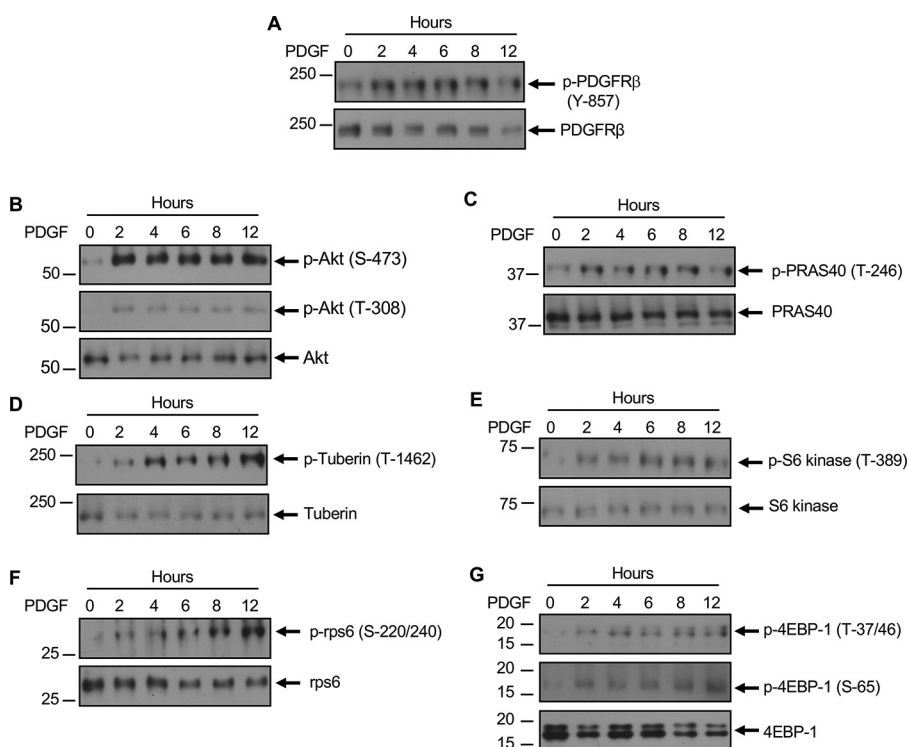 A
Hours
PDGF 0 2 4 6 8 12
250
p-PDGFRβ
(Y-857)
250
PDGFRβ
B
Hours
PDGF 0 2 4 6 8 12
50
p-Akt (S-473)
50
p-Akt (T-308)
50
Akt
C
Hours
PDGF 0 2 4 6 8 12
37
p-PRAS40 (T-246)
37
PRAS40
D
Hours
PDGF 0 2 4 6 8 12
250
p-Tuberin (T-1462)
250
Tuberin
E
Hours
PDGF 0 2 4 6 8 12
75
p-S6 kinase (T-389)
75
S6 kinase
F
Hours
PDGF 0 2 4 6 8 12
25
p-rps6 (S-220/240)
25
rps6
G
Hours
PDGF 0 2 4 6 8 12
20
15
p-4EBP-1 (T-37/46)
20
15
p-4EBP-1 (S-65)
20
15
4EBP-1